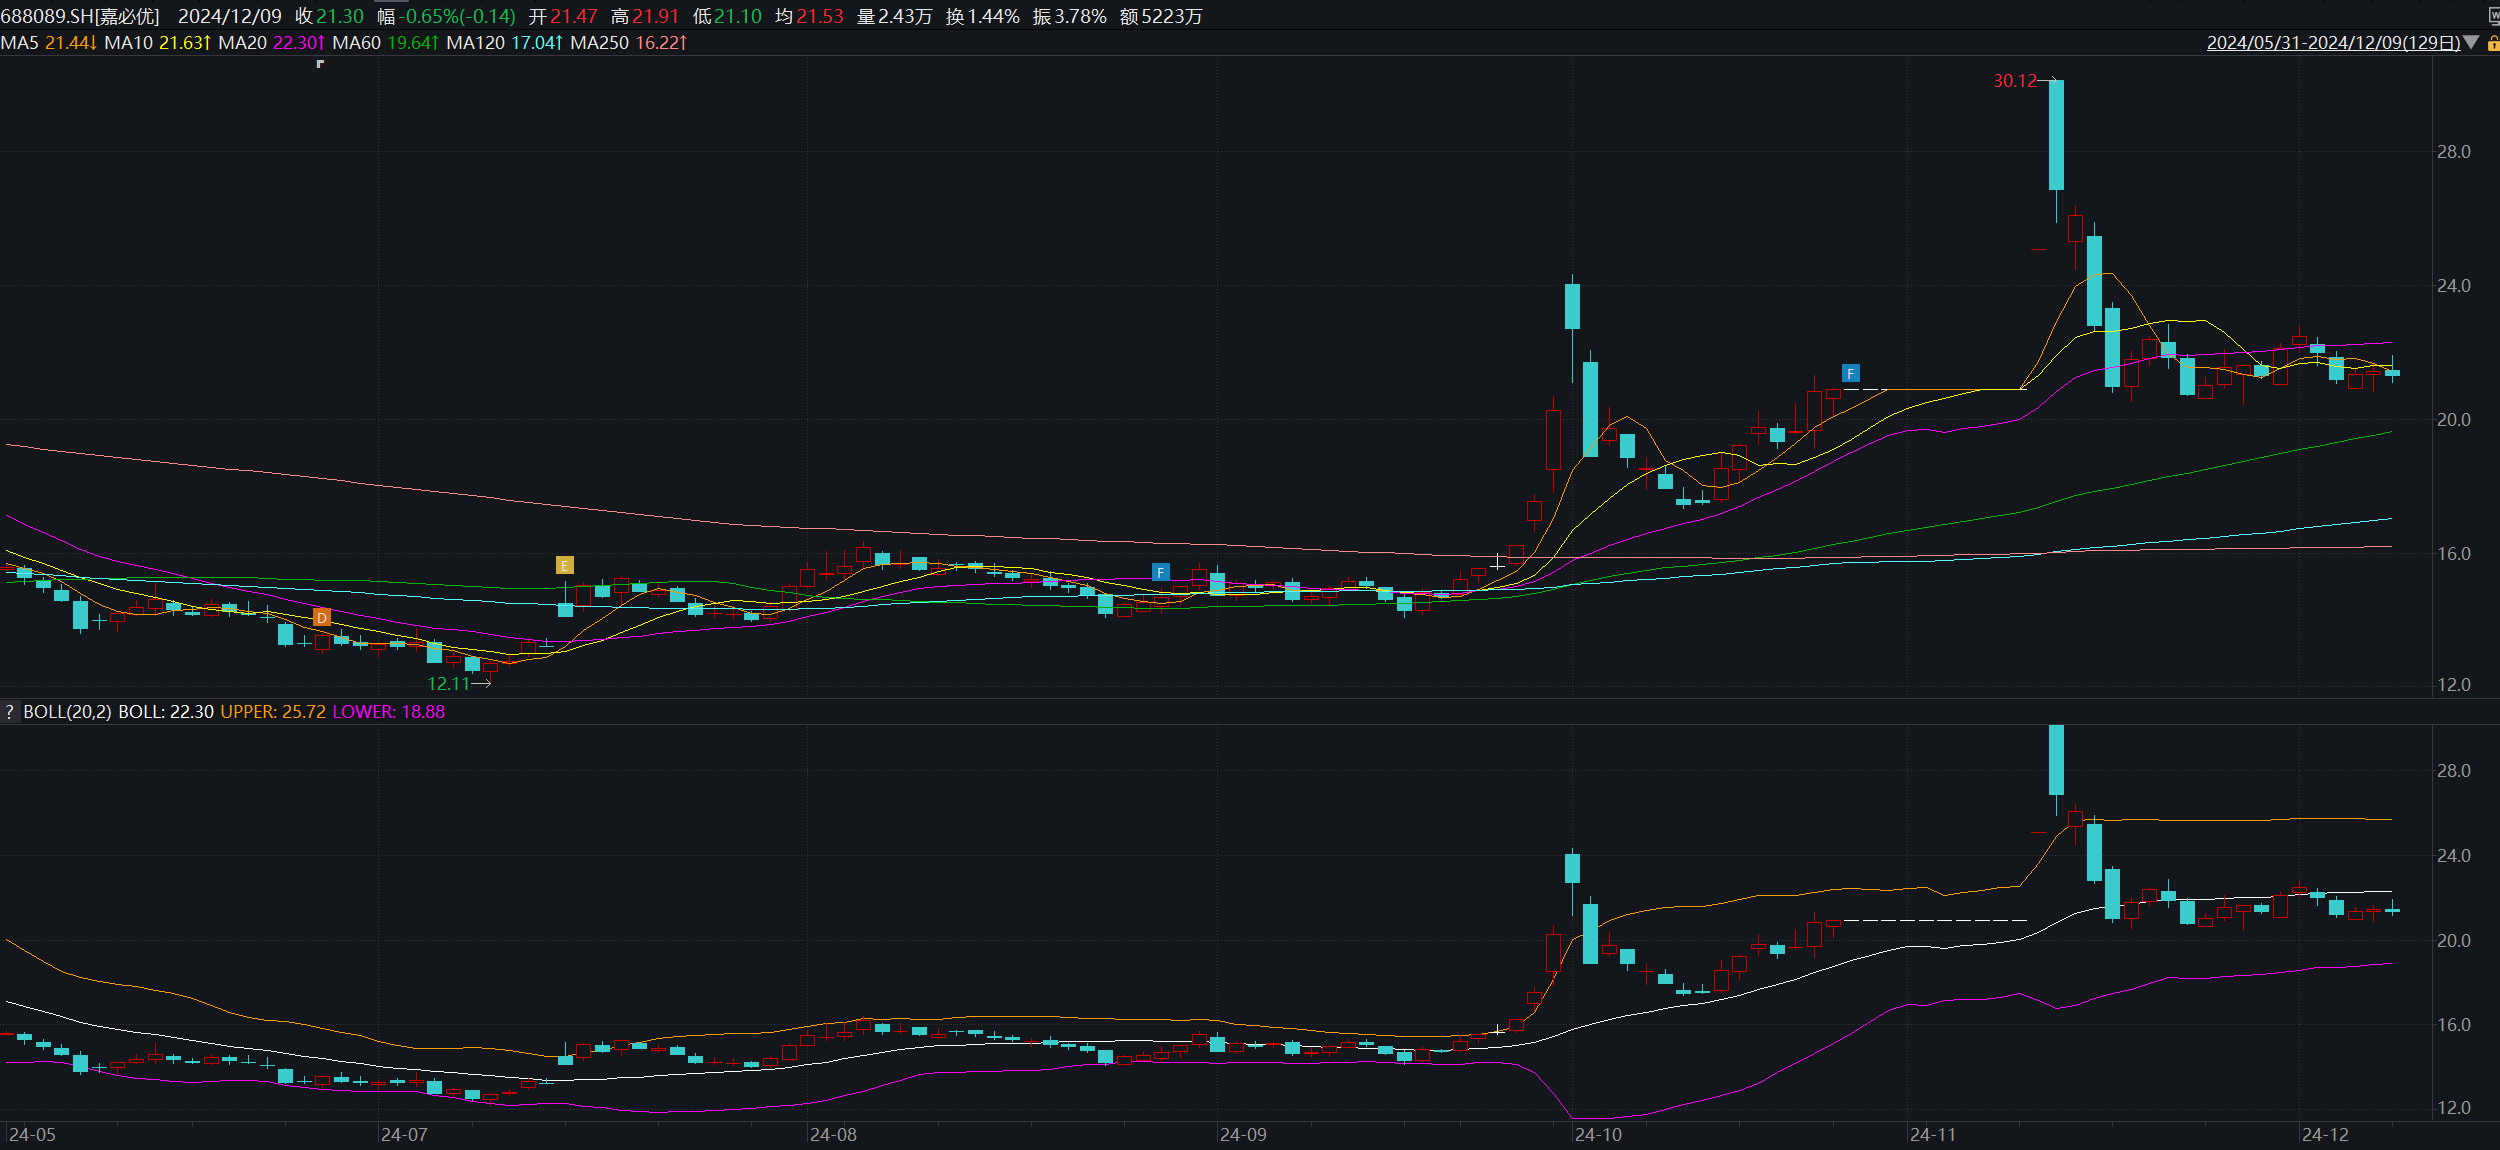 688089.SH[嘉必优] 2024/12/09 收21.30 幅-0.65%(-0.14) 开21.47 高21.91 低21.10 均21.53 量2.43万 换1.44% 振3.78% 额5223万
MA5 21.44↓ MA10 21.63↑ MA20 22.30↑ MA60 19.64↑ MA120 17.04↑ MA250 16.22↑
2024/05/31-2024/12/09(129日)
30.12
28.0
24.0
F
20.0
16.0
E
F
D
12.11
12.0
? BOLL(20,2) BOLL: 22.30 UPPER: 25.72 LOWER: 18.88
28.0
24.0
20.0
16.0
12.0
24-05 24-07 24-08 24-09 24-10 24-11 24-12